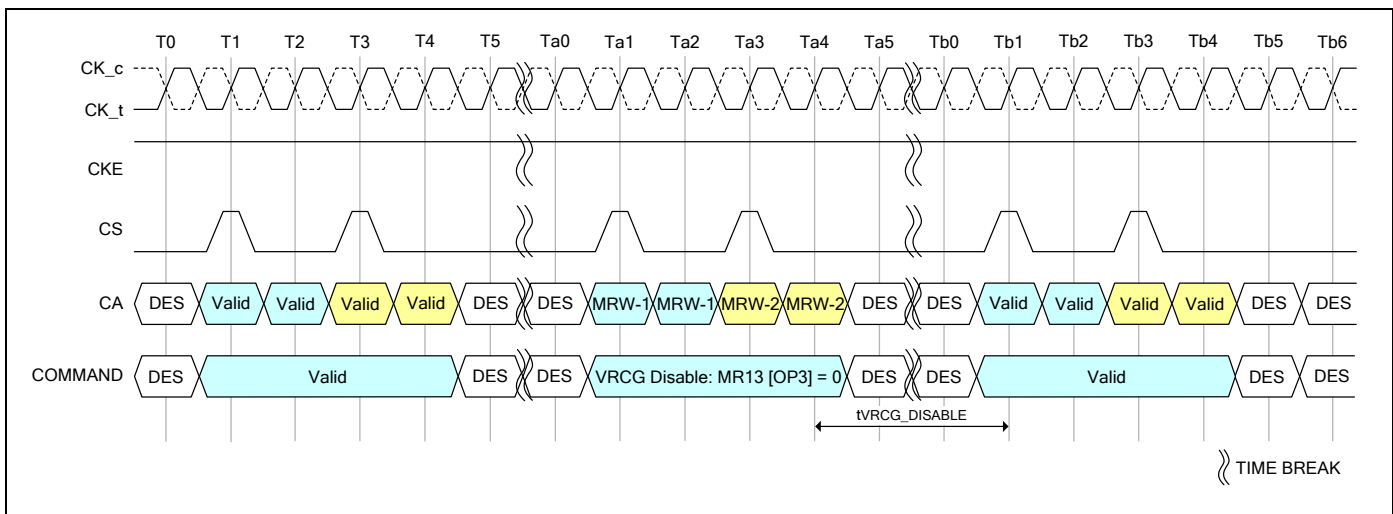 T0 T1 T2 T3 T4 T5 Ta0 Ta1 Ta2 Ta3 Ta4 Ta5 Tb0 Tb1 Tb2 Tb3 Tb4 Tb5 Tb6
CK_c
CK_t
CKE
CS
CA DES Valid Valid Valid Valid DES DES MRW-1 MRW-1 MRW-2 MRW-2 DES DES Valid Valid Valid Valid DES DES
COMMAND DES Valid DES DES VRCG Disable: MR13 [OP3] = 0 DES DES Valid DES DES
tVRCG_DISABLE
TIME BREAK